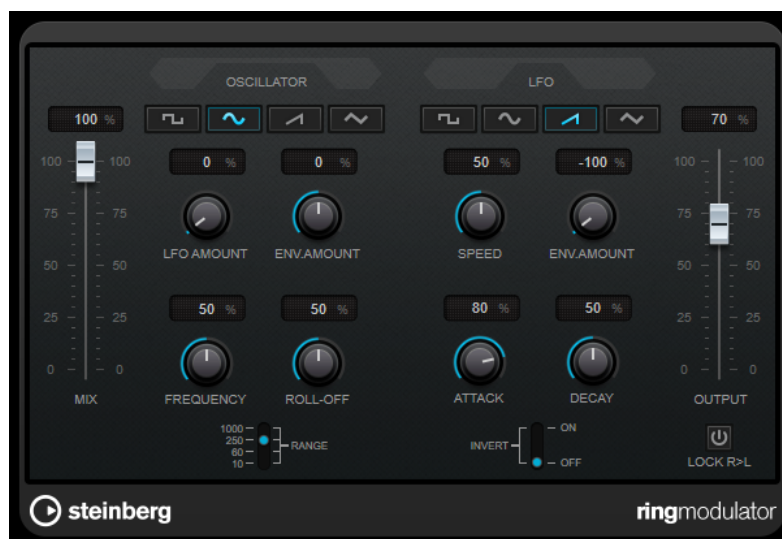 OSCILLATOR LFO
100 % 70 %
0 % 0 % 50 % -100 %
100 100 100 100
75 75 75 75
LFO AMOUNT ENV.AMOUNT SPEED ENV.AMOUNT
50 50 50 50
50 % 50 % 80 % 50 %
25 25 25 25
0 0 0 0
MIX FREQUENCY ROLL-OFF ATTACK DECAY OUTPUT
1000
250
60
10
RANGE
INVERT
ON
OFF
LOCK R>L
steinberg ringmodulator